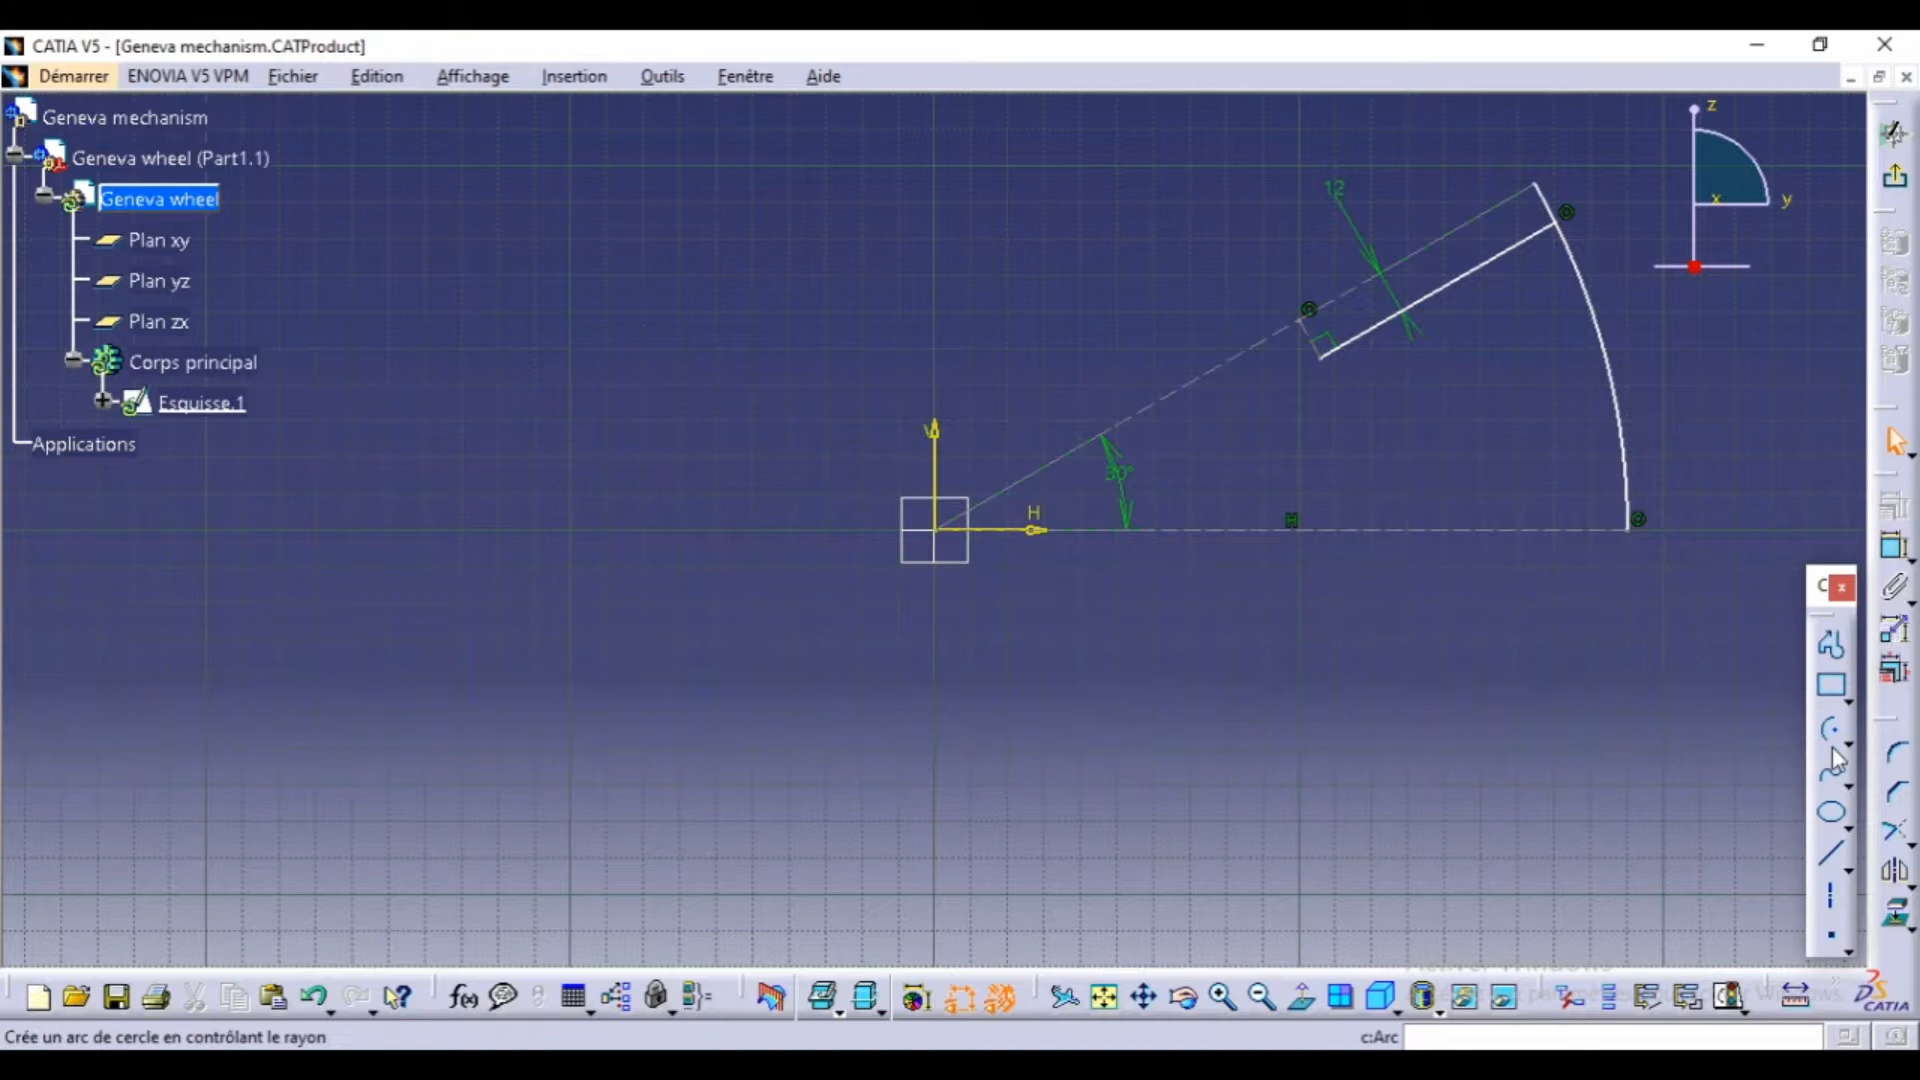 CATIA V5 - [Geneva mechanism.CATProduct]
Démarrer ENOVIA V5 VPM Fichier Edition Affichage Insertion Outils Fenêtre Aide
Geneva mechanism
Geneva wheel (Part1.1)
Geneva wheel
Plan xy
Plan yz
Plan zx
Corps principal
Esquisse.1
Applications
z
x
y
12
30°
V
H
H
C
f(x)
CATIA
Crée un arc de cercle en contrôlant le rayon
c:Arc